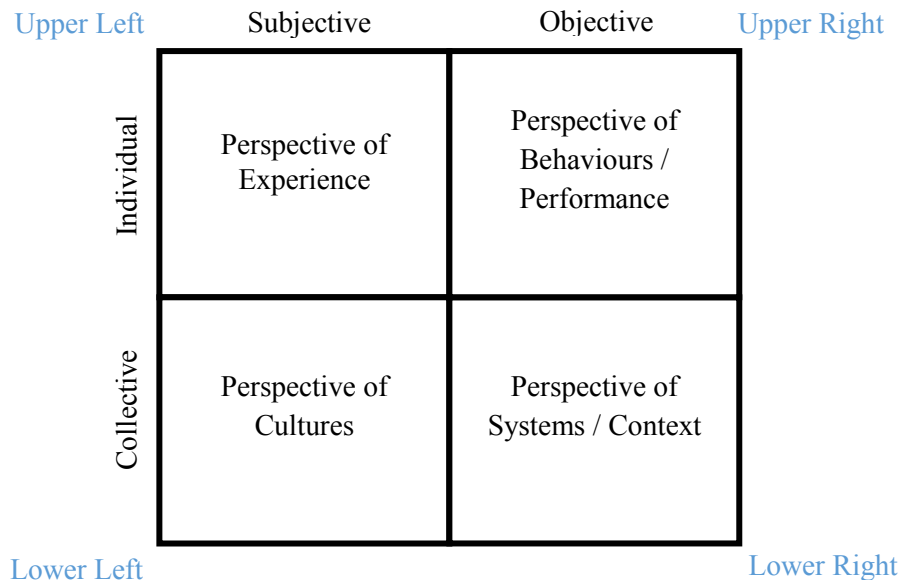 Upper Left
Subjective
Objective
Upper Right
Individual
Perspective of
Experience
Perspective of
Behaviours /
Performance
Collective
Perspective of
Cultures
Perspective of
Systems / Context
Lower Left
Lower Right